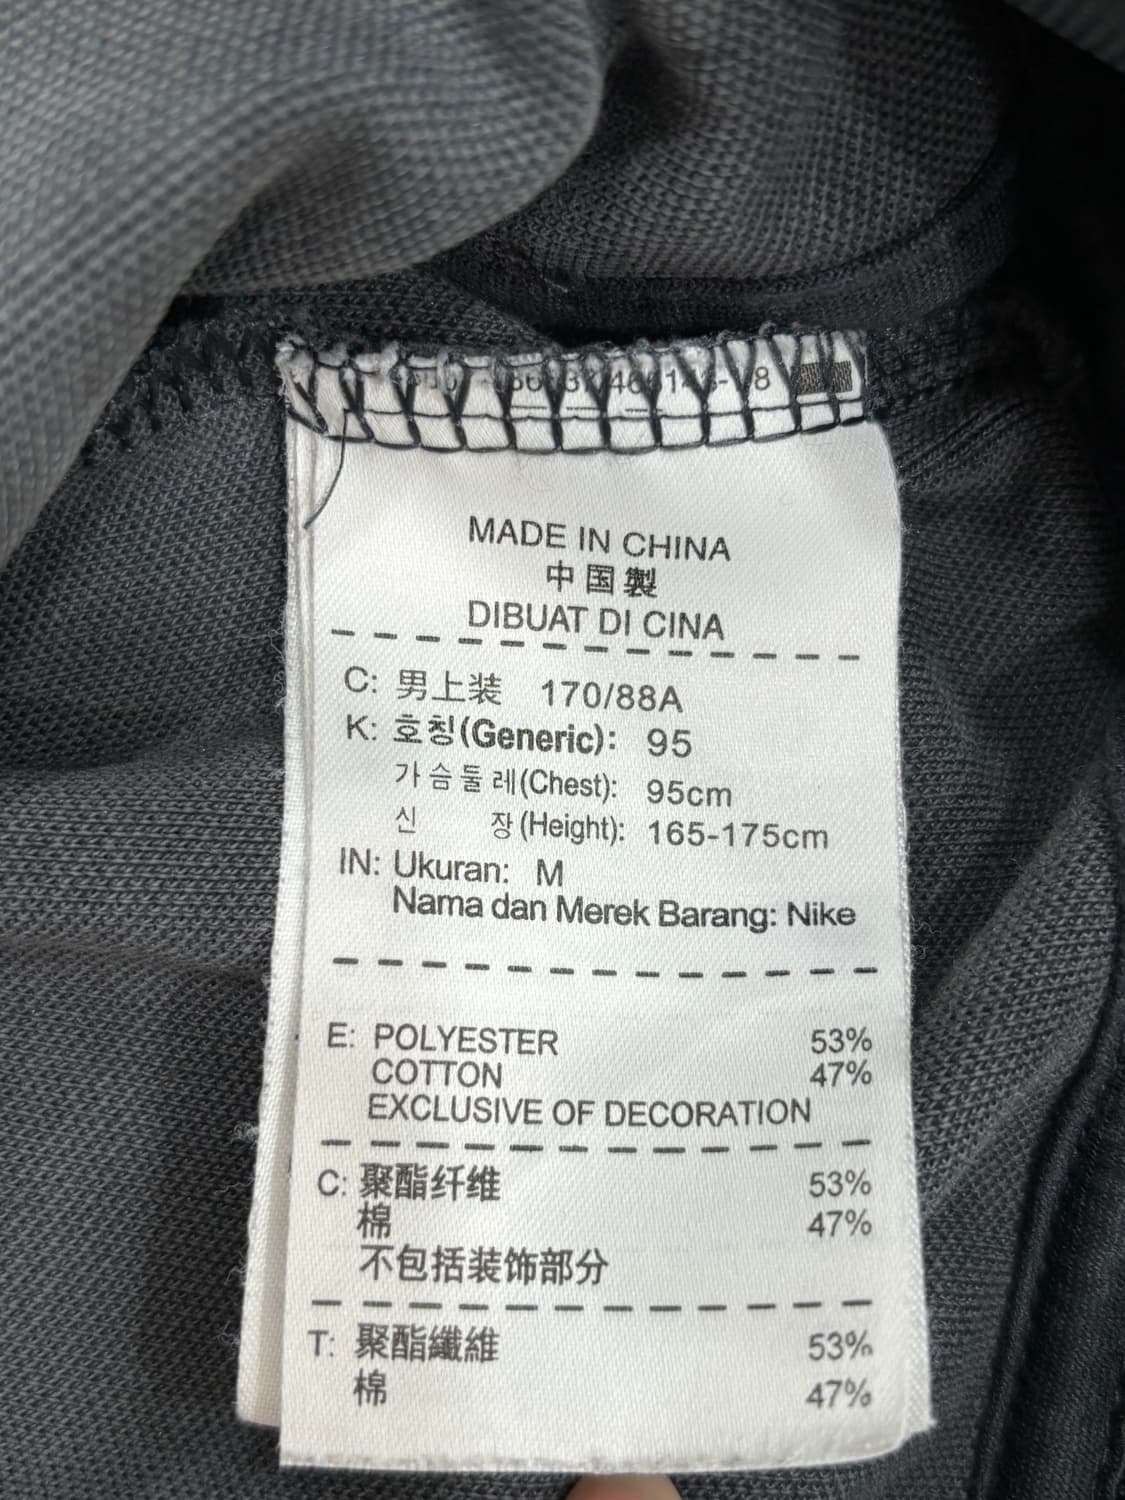 MADE IN CHINA
中国製
DIBUAT DI CINA
C: 男上装 170/88A
K: 호칭(Generic): 95
가슴둘레(Chest): 95cm
신 장(Height): 165-175cm
IN: Ukuran: M
Nama dan Merek Barang: Nike
E: POLYESTER 53%
COTTON 47%
EXCLUSIVE OF DECORATION
C: 聚酯纤维 53%
棉 47%
不包括装饰部分
T: 聚酯纖維 53%
棉 47%